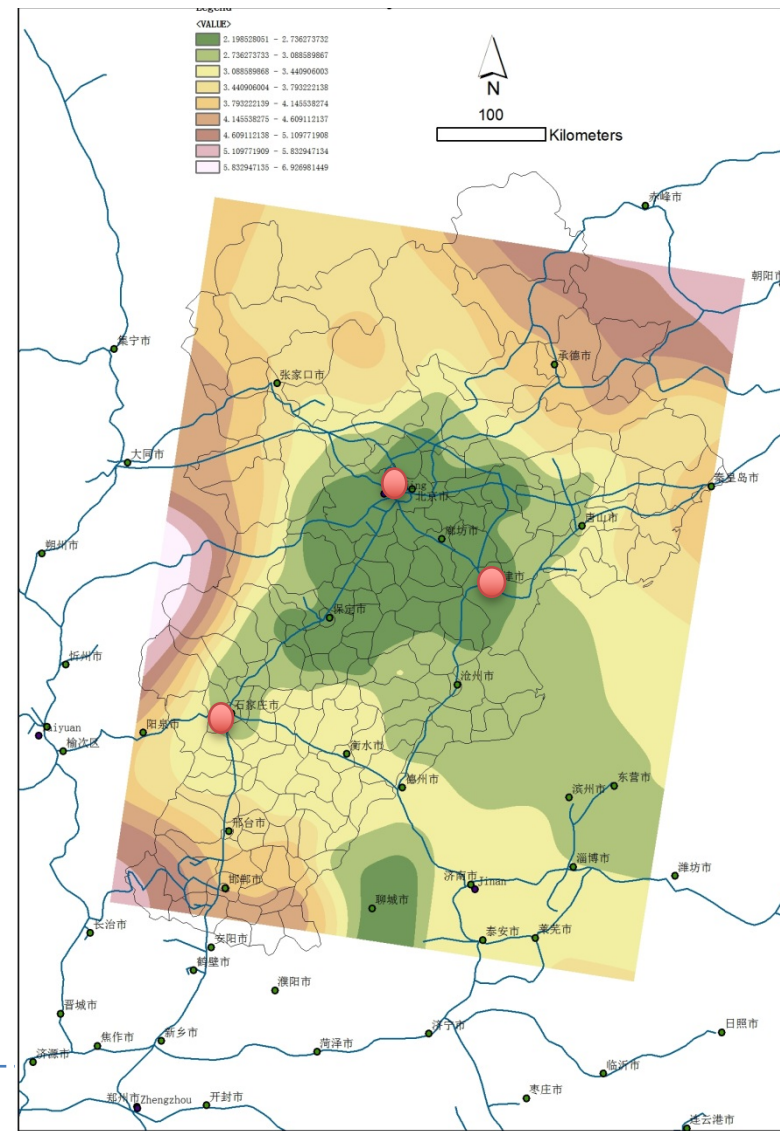 Legend
<VALUE>
2.198528051 - 2.736273732
2.736273733 - 3.088589867
3.088589868 - 3.440906003
3.440906004 - 3.793222138
3.793222139 - 4.145538274
4.145538275 - 4.609112137
4.609112138 - 5.109771908
5.109771909 - 5.832947134
5.832947135 - 6.926981449
N
100
Kilometers
赤峰市
朝阳市
集宁市
承德市
张家口市
大同市
秦皇岛市
北京市
唐山市
廊坊市
朔州市
津市
保定市
忻州市
沧州市
石家庄市
阳泉市
aiyuan
榆次区
衡水市
德州市
东营市
滨州市
邢台市
淄博市
潍坊市
济南市
Jinan
邯郸市
聊城市
长治市
泰安市
莱芜市
安阳市
鹤壁市
濮阳市
晋城市
日照市
济宁市
新乡市
焦作市
菏泽市
济源市
临沂市
枣庄市
郑州市
Zhengzhou
开封市
连云港市